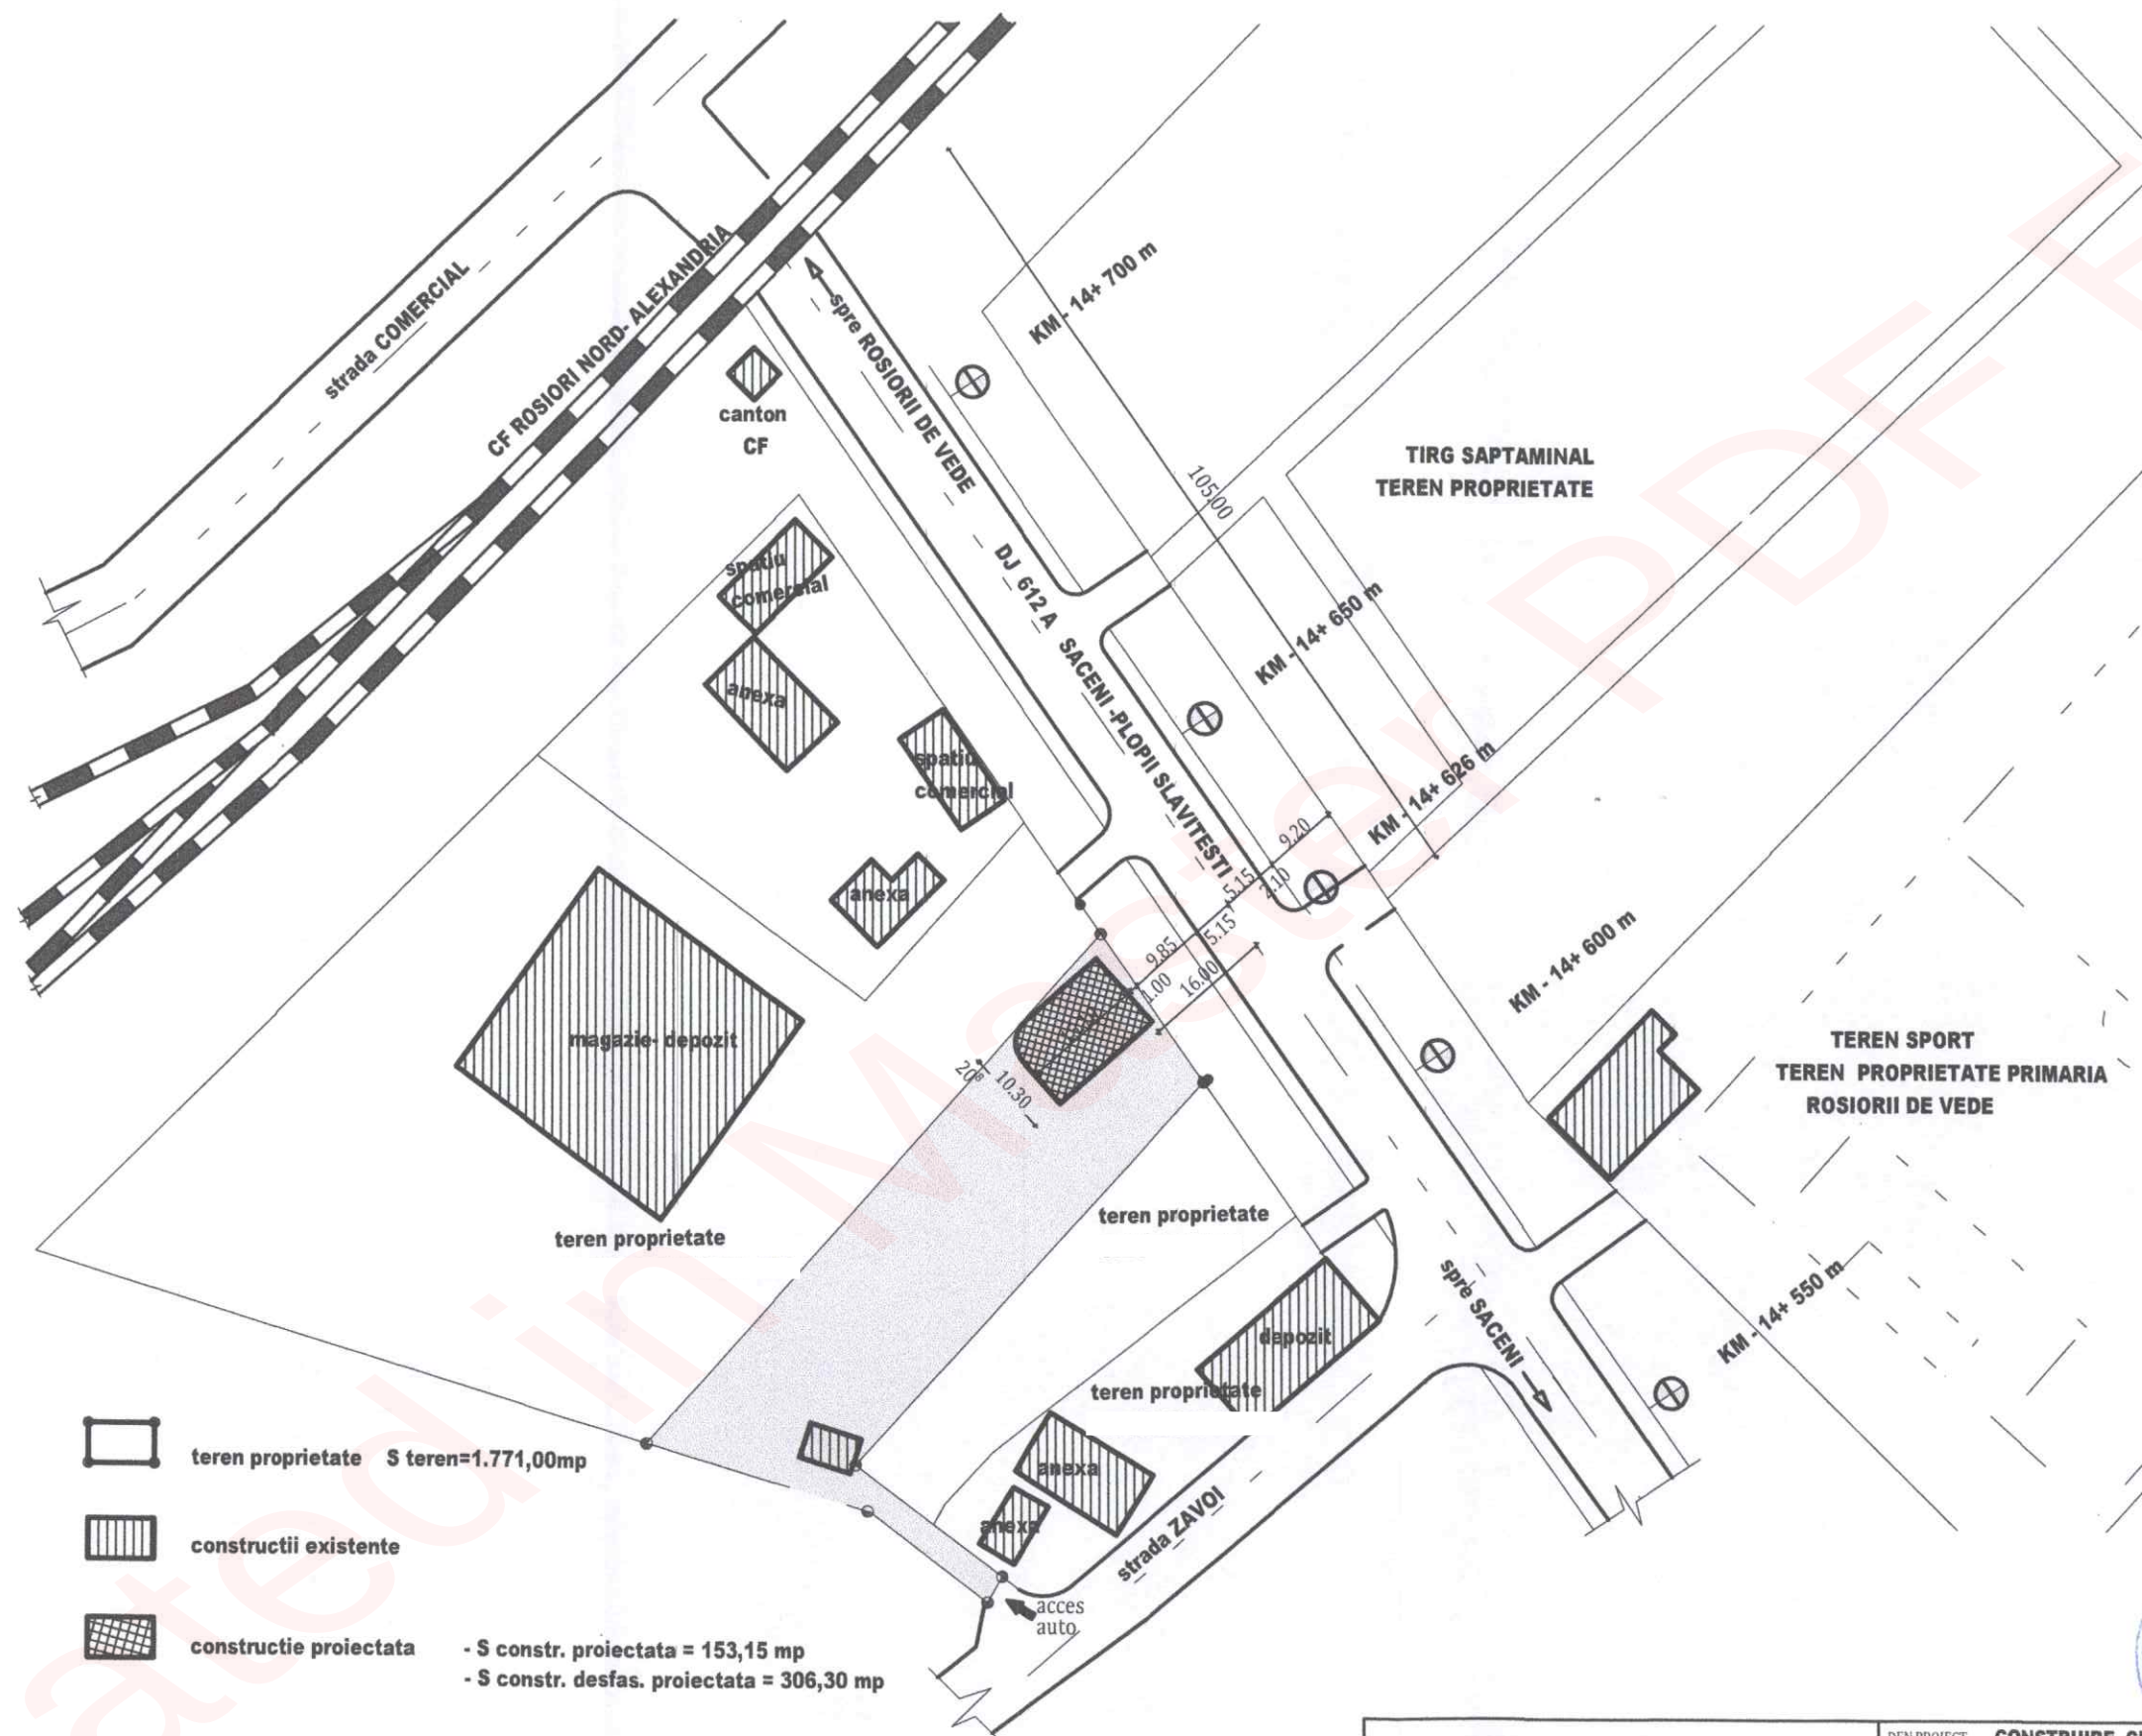 strada COMERCIAL
CF ROSIORI NORD- ALEXANDRIA
spre ROSIORII DE VEDE
KM - 14+ 700 m
canton
CF
105,00
TIRG SAPTAMINAL
TEREN PROPRIETATE
spatiu
comercial
anexa
DJ 612 A SACENI -PLOPII SLAVITESTI
KM - 14+ 650 m
spatiu
comercial
anexa
KM - 14+ 626 m
9.20
2.10
5.15
5.15
9.85
1.00
16.00
KM - 14+ 600 m
magazie- depozit
10.30
TEREN SPORT
TEREN PROPRIETATE PRIMARIA
ROSIORII DE VEDE
teren proprietate
teren proprietate
spre SACENI
KM - 14+ 550 m
depozit
teren proprietate
anexa
anexa
strada ZAVOI
acces
auto
teren proprietate S teren=1.771,00mp
constructii existente
constructie proiectata
- S constr. proiectata = 153,15 mp
- S constr. desfas. proiectata = 306,30 mp
ated in Master PDF